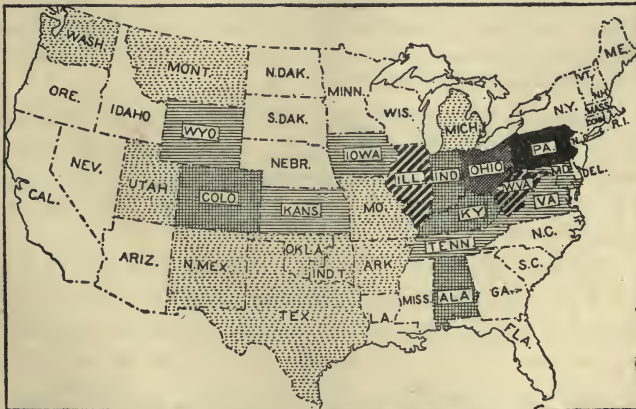 WASH.
MONT.
N.DAK.
MINN.
ME.
VT.
N.H.
MASS.
CONN.
R.I.
N.Y.
WIS.
MICH.
ORE.
IDAHO
S.DAK.
WYO
IOWA
NEBR.
NEV.
UTAH
COLO
KANS.
MO.
ILL.
IND
OHIO
PA.
N.J.
MD.
DEL.
W.VA
VA
KY.
CAL.
ARIZ.
N.MEX.
OKLA.
IND.T.
ARK.
TENN
N.C.
S.C.
TEX.
LA.
MISS.
ALA
GA.
FLA.